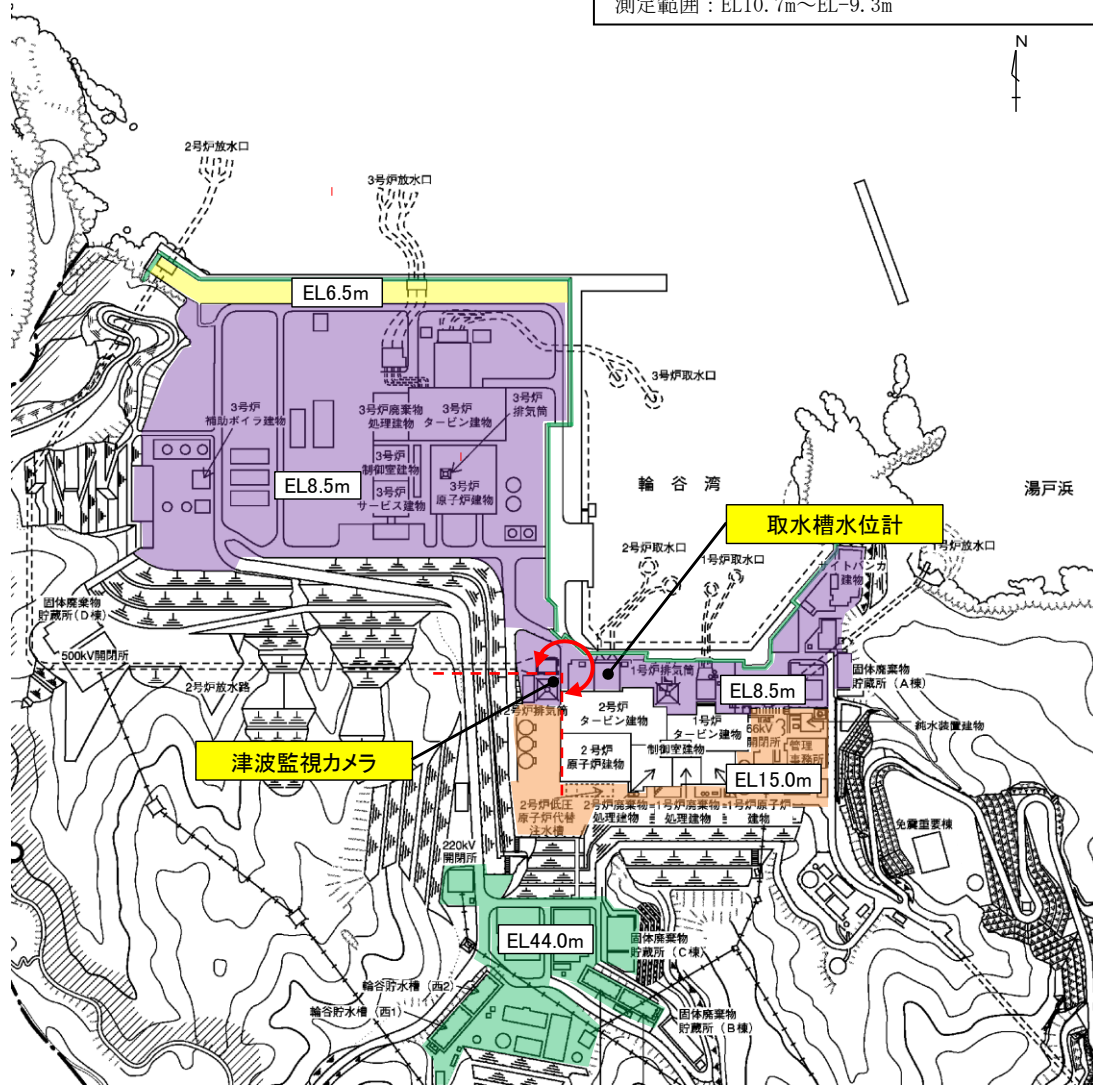 測定範囲:EL10.7m～EL-9.3m
N
2号炉放水口
3号炉放水口
EL6.5m
3号炉取水口
3号炉
補助ボイラ建物
3号炉廃棄物
処理建物
3号炉
タービン建物
3号炉
排気筒
3号炉
制御室建物
3号炉
サービス建物
3号炉
原子炉建物
EL8.5m
輪谷湾
湯戸浜
取水槽水位計
2号炉取水口
1号炉取水口
1号炉放水口
サイトバンカ
建物
固体廃棄物
貯蔵所(D棟)
500kV開閉所
2号炉放水路
1号炉排気筒
EL8.5m
固体廃棄物
貯蔵所(A棟)
2号炉排気筒
2号炉
タービン建物
1号炉
タービン建物
66kV
開閉所
純水装置建物
津波監視カメラ
2号炉
原子炉建物
制御室建物
管理
事務所
EL15.0m
2号炉低圧
原子炉代替
注水槽
2号炉廃棄物
処理建物
1号炉廃棄物
処理建物
1号炉原子炉
建物
免震重要棟
220kV
開閉所
EL44.0m
固体廃棄物
貯蔵所(C棟)
輪谷貯水槽(西2)
輪谷貯水槽(西1)
固体廃棄物
貯蔵所(B棟)